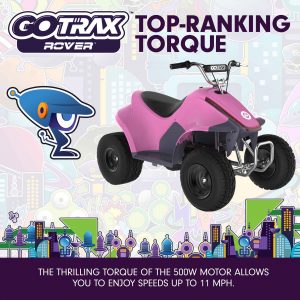 GOTRAX
ROVER
TOP-RANKING
TORQUE
THE THRILLING TORQUE OF THE 500W MOTOR ALLOWS
YOU TO ENJOY SPEEDS UP TO 11 MPH.